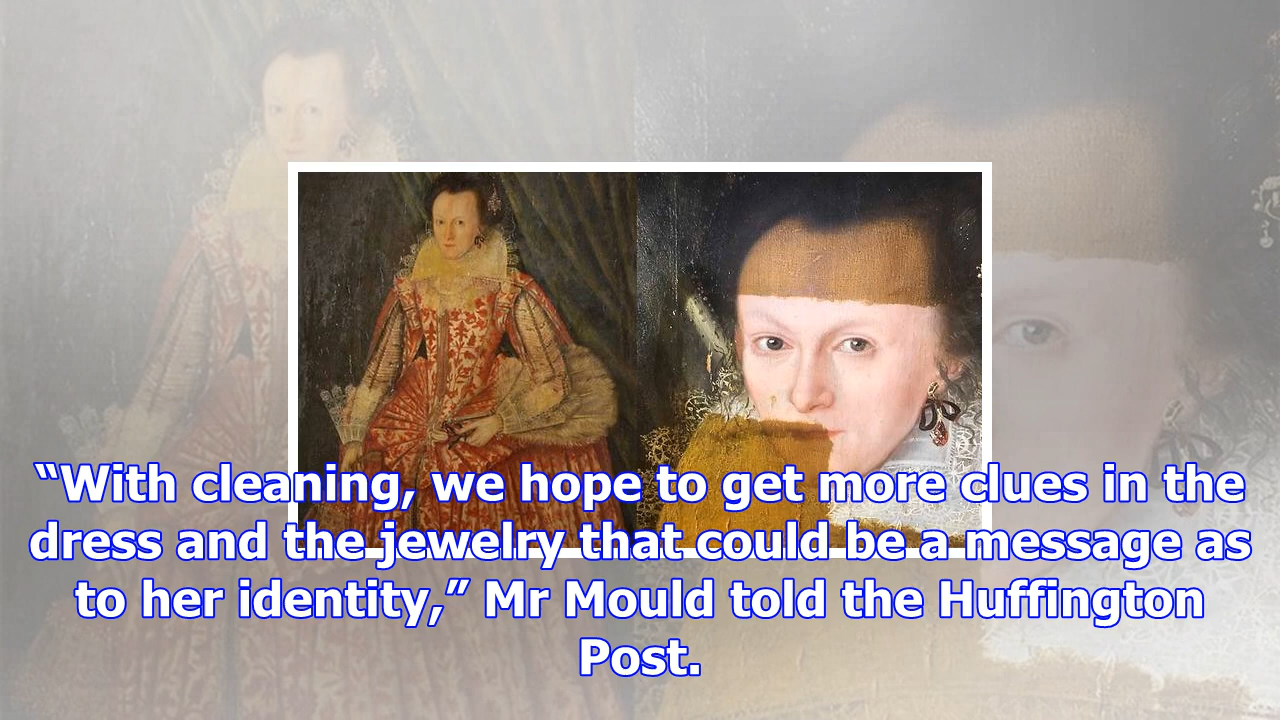 “With cleaning, we hope to get more clues in the
dress and the jewelry that could be a message as
to her identity,” Mr Mould told the Huffington
Post.